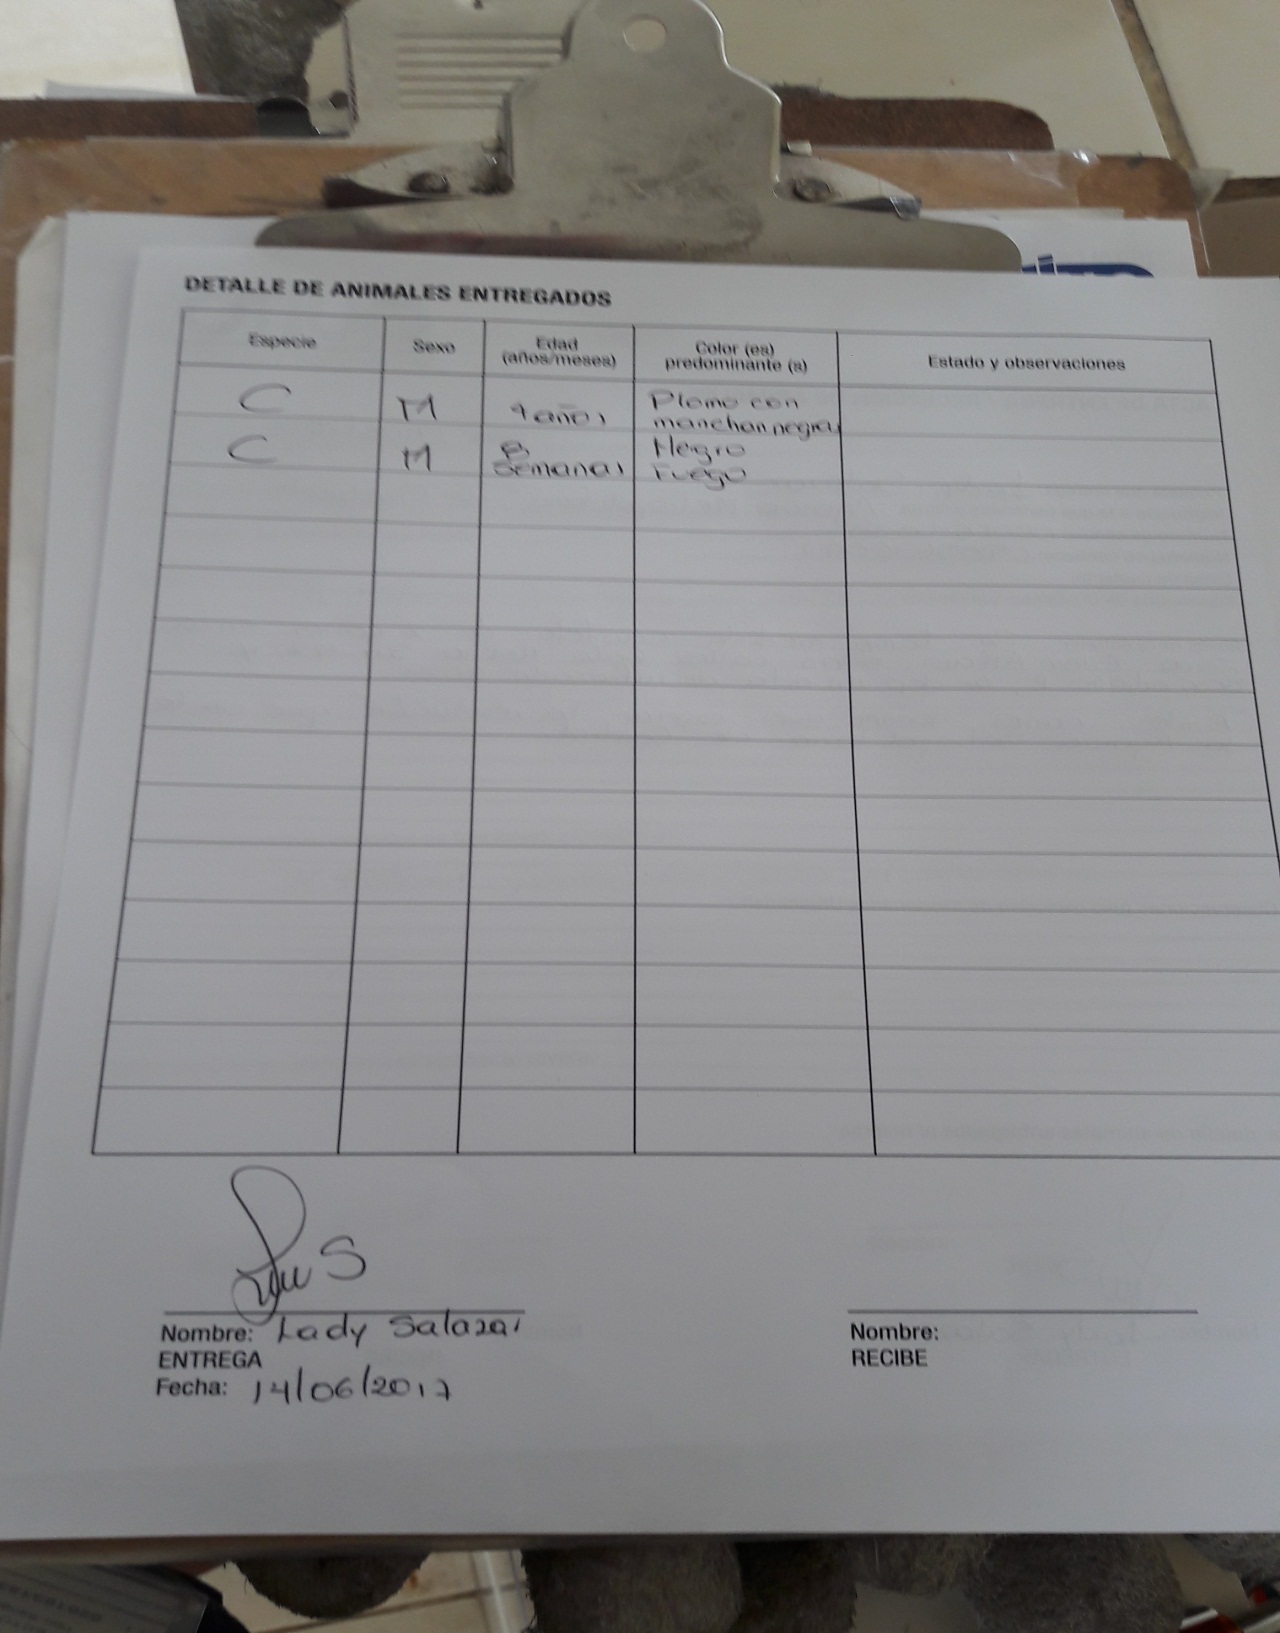 DETALLE DE ANIMALES ENTREGADOS
Especie Sexo Edad Color (es) Estado y observaciones
(años/meses) predominante (s)
C M 4 años Plomo con
manchan negras
C M 8 Negro
semanas Fuego
S
Nombre: Lady Salazar Nombre:
ENTREGA RECIBE
Fecha: 14/06/2017